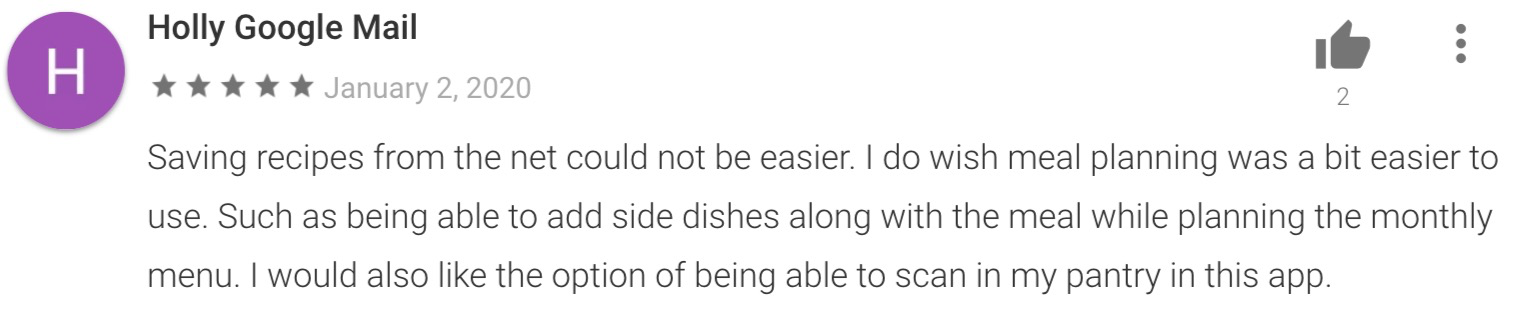 H
Holly Google Mail
★★★★★ January 2, 2020
2
Saving recipes from the net could not be easier. I do wish meal planning was a bit easier to
use. Such as being able to add side dishes along with the meal while planning the monthly
menu. I would also like the option of being able to scan in my pantry in this app.